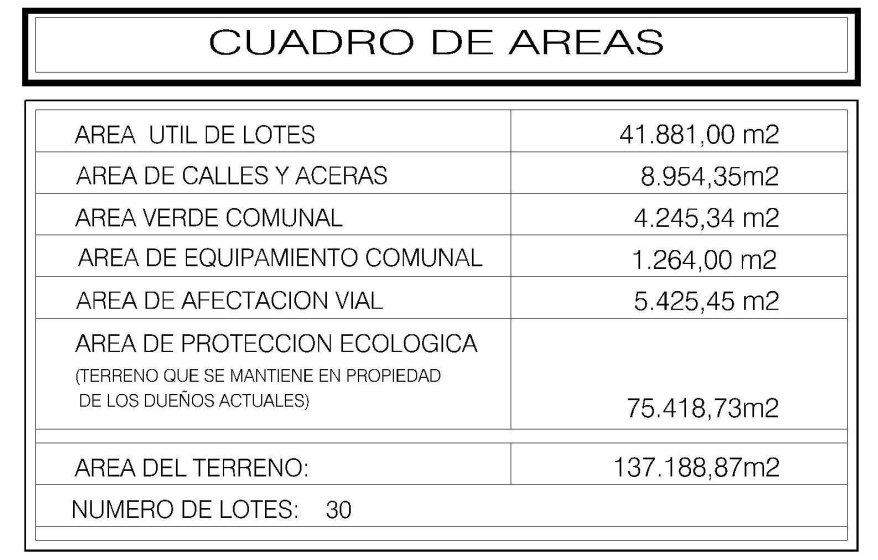 CUADRO DE AREAS
AREA UTIL DE LOTES 41.881,00 m2
AREA DE CALLES Y ACERAS 8.954,35m2
AREA VERDE COMUNAL 4.245,34 m2
AREA DE EQUIPAMIENTO COMUNAL 1.264,00 m2
AREA DE AFECTACION VIAL 5.425,45 m2
AREA DE PROTECCION ECOLOGICA
(TERRENO QUE SE MANTIENE EN PROPIEDAD
DE LOS DUEÑOS ACTUALES) 75.418,73m2
AREA DEL TERRENO: 137.188,87m2
NUMERO DE LOTES: 30